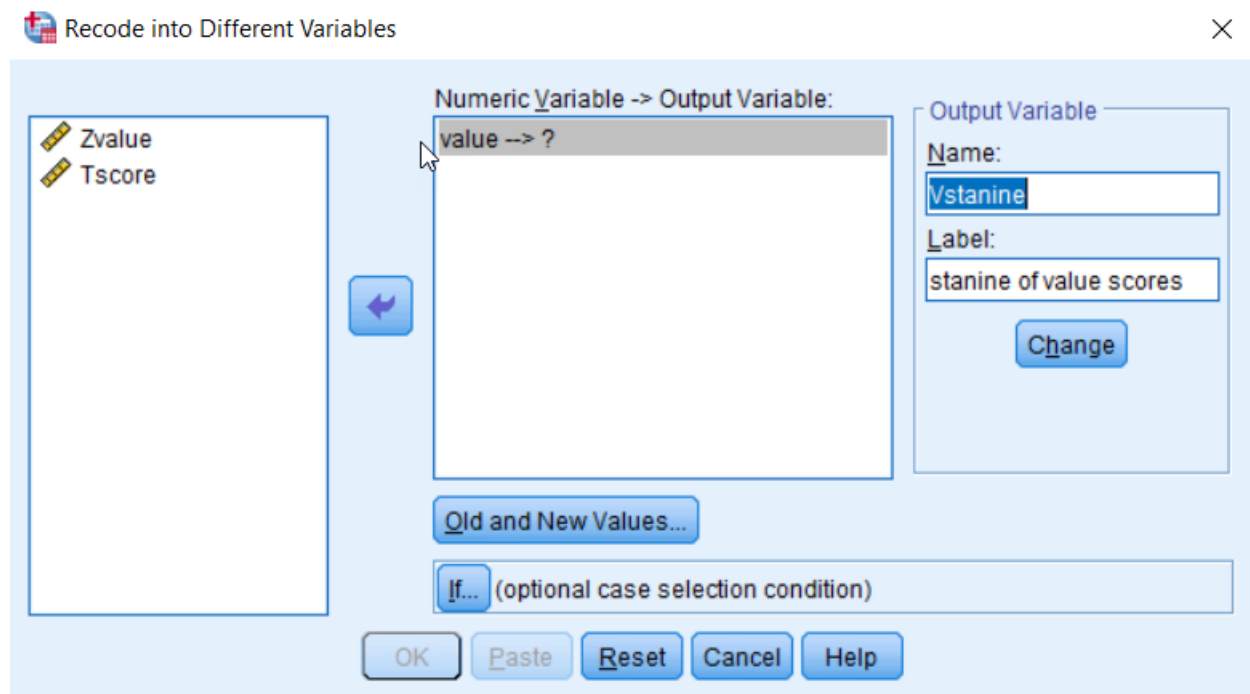 Recode into Different Variables
Zvalue
Tscore
Numeric Variable -> Output Variable:
value --> ?
Old and New Values...
If... (optional case selection condition)
Output Variable
Name:
Vstanine
Label:
stanine of value scores
Change
OK Paste Reset Cancel Help